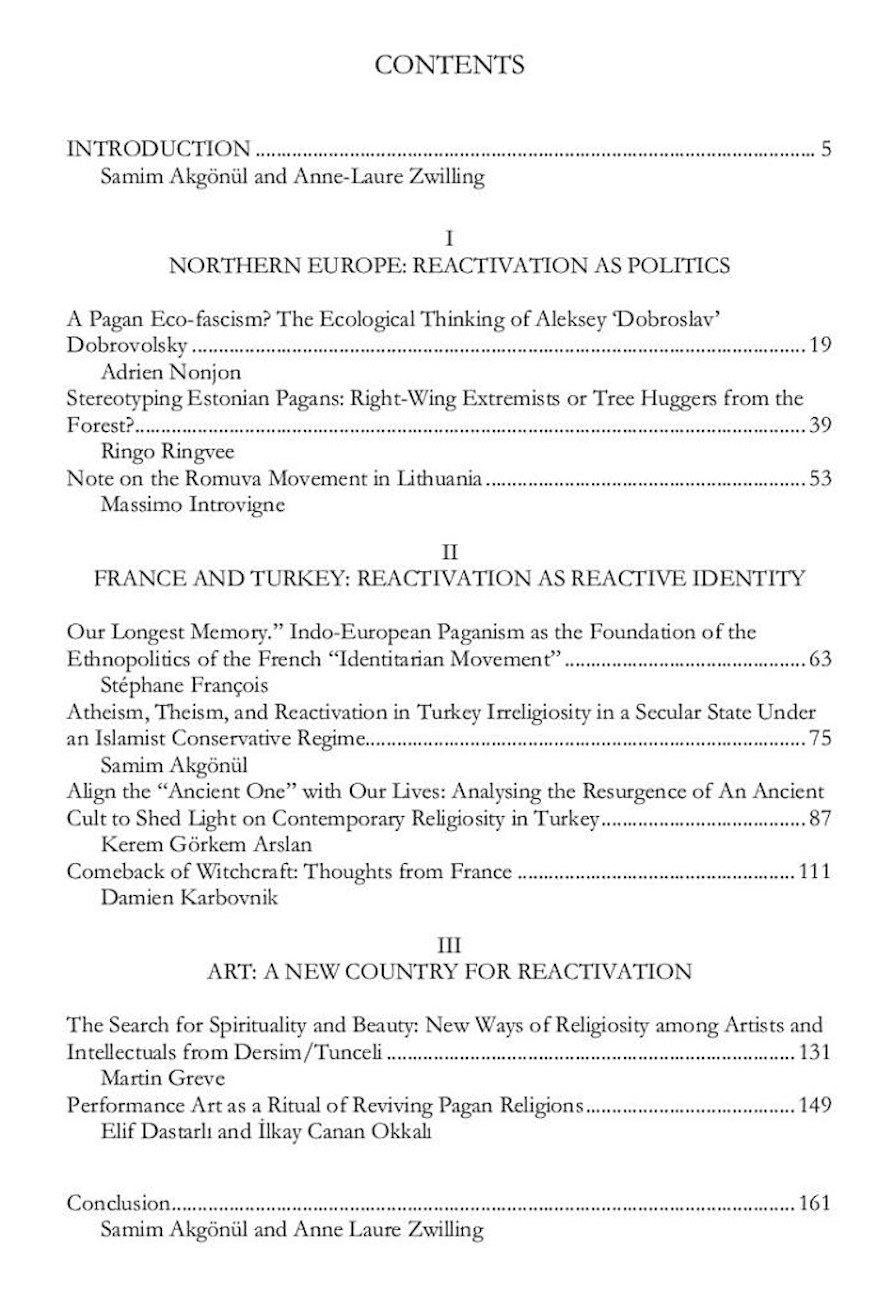 CONTENTS
INTRODUCTION ........................................................................................................... 5
Samim Akgönül and Anne-Laure Zwilling
I
NORTHERN EUROPE: REACTIVATION AS POLITICS
A Pagan Eco-fascism? The Ecological Thinking of Aleksey ‘Dobroslav’
Dobrovolsky ...................................................................................................................... 19
Adrien Nonjon
Stereotyping Estonian Pagans: Right-Wing Extremists or Tree Huggers from the
Forest?................................................................................................................................. 39
Ringo Ringvee
Note on the Romuva Movement in Lithuania ............................................................. 53
Massimo Introvigne
II
FRANCE AND TURKEY: REACTIVATION AS REACTIVE IDENTITY
Our Longest Memory.” Indo-European Paganism as the Foundation of the
Ethnopolitics of the French “Identitarian Movement” .............................................. 63
Stéphane François
Atheism, Theism, and Reactivation in Turkey Irreligiosity in a Secular State Under
an Islamist Conservative Regime..................................................................................... 75
Samim Akgönül
Align the “Ancient One” with Our Lives: Analysing the Resurgence of An Ancient
Cult to Shed Light on Contemporary Religiosity in Turkey....................................... 87
Kerem Görkem Arslan
Comeback of Witchcraft: Thoughts from France ..................................................... 111
Damien Karbovnik
III
ART: A NEW COUNTRY FOR REACTIVATION
The Search for Spirituality and Beauty: New Ways of Religiosity among Artists and
Intellectuals from Dersim/Tunceli .............................................................................. 131
Martin Greve
Performance Art as a Ritual of Reviving Pagan Religions........................................ 149
Elif Dastarlı and İlkay Canan Okkalı
Conclusion....................................................................................................................... 161
Samim Akgönül and Anne Laure Zwilling